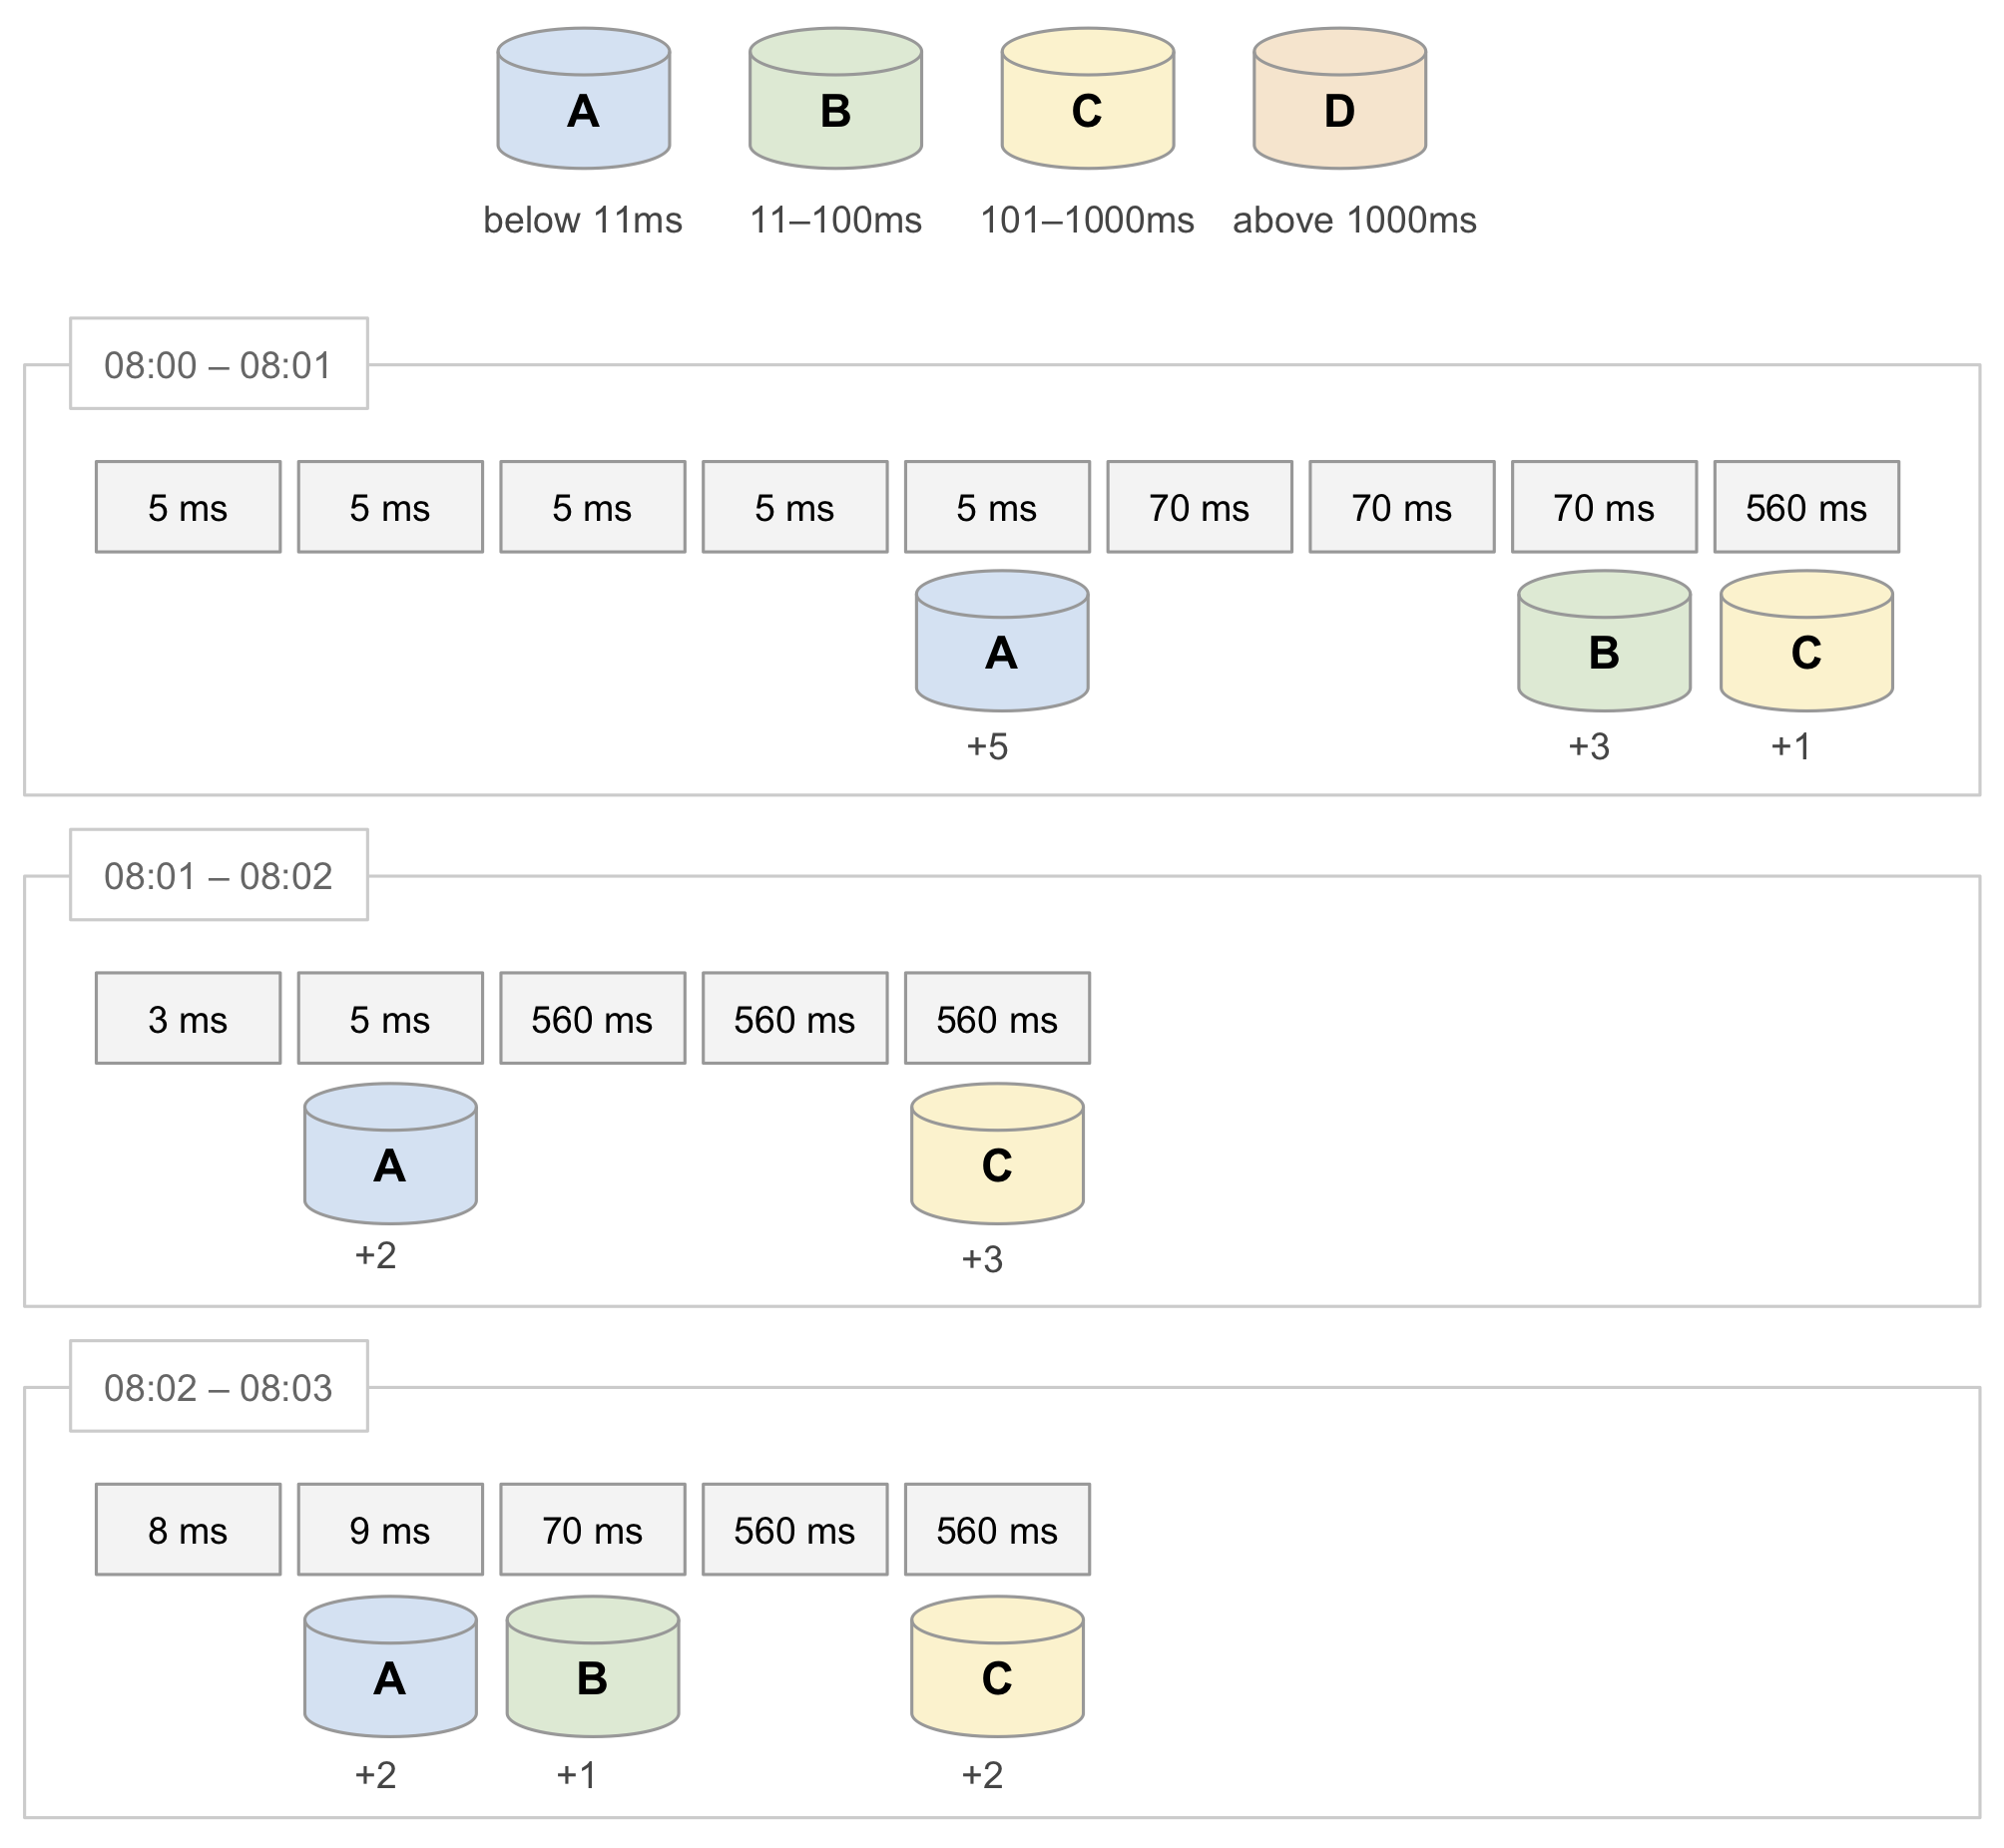 A B C D
below 11ms 11–100ms 101–1000ms above 1000ms
08:00 – 08:01
5 ms 5 ms 5 ms 5 ms 5 ms 70 ms 70 ms 70 ms 560 ms
A B C
+5 +3 +1
08:01 – 08:02
3 ms 5 ms 560 ms 560 ms 560 ms
A C
+2 +3
08:02 – 08:03
8 ms 9 ms 70 ms 560 ms 560 ms
A B C
+2 +1 +2